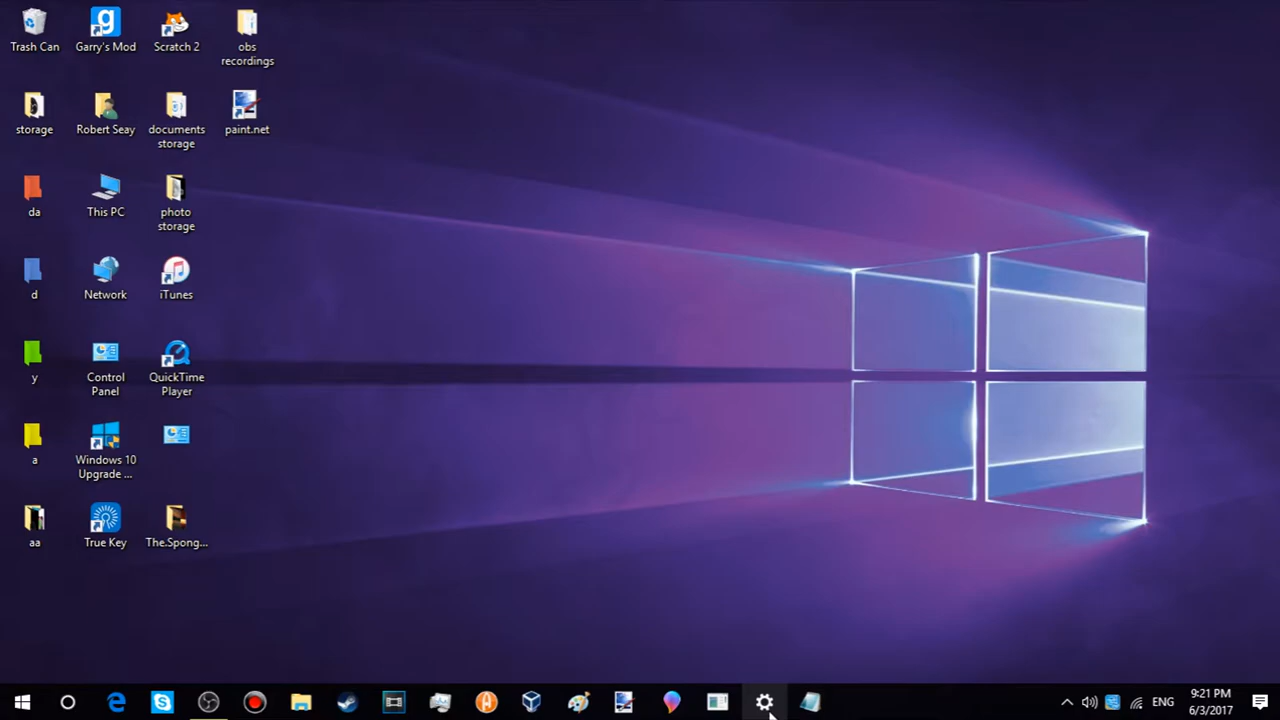 Trash Can
Garry's Mod
Scratch 2
obs
recordings
storage
Robert Seay
documents
storage
paint.net
da
This PC
photo
storage
d
Network
iTunes
y
Control
Panel
QuickTime
Player
a
Windows 10
Upgrade ...
aa
True Key
The.Spong...
ENG
9:21 PM
6/3/2017